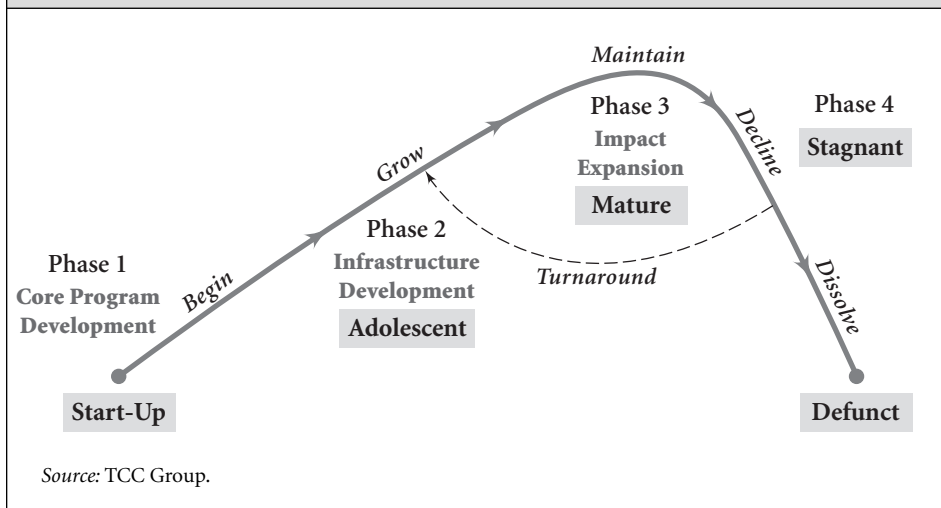 Maintain
Phase 3
Impact
Expansion
Mature
Decline
Phase 4
Stagnant
Grow
Phase 2
Infrastructure
Development
Adolescent
Turnaround
Phase 1
Core Program
Development
Begin
Dissolve
Start-Up
Defunct
Source: TCC Group.